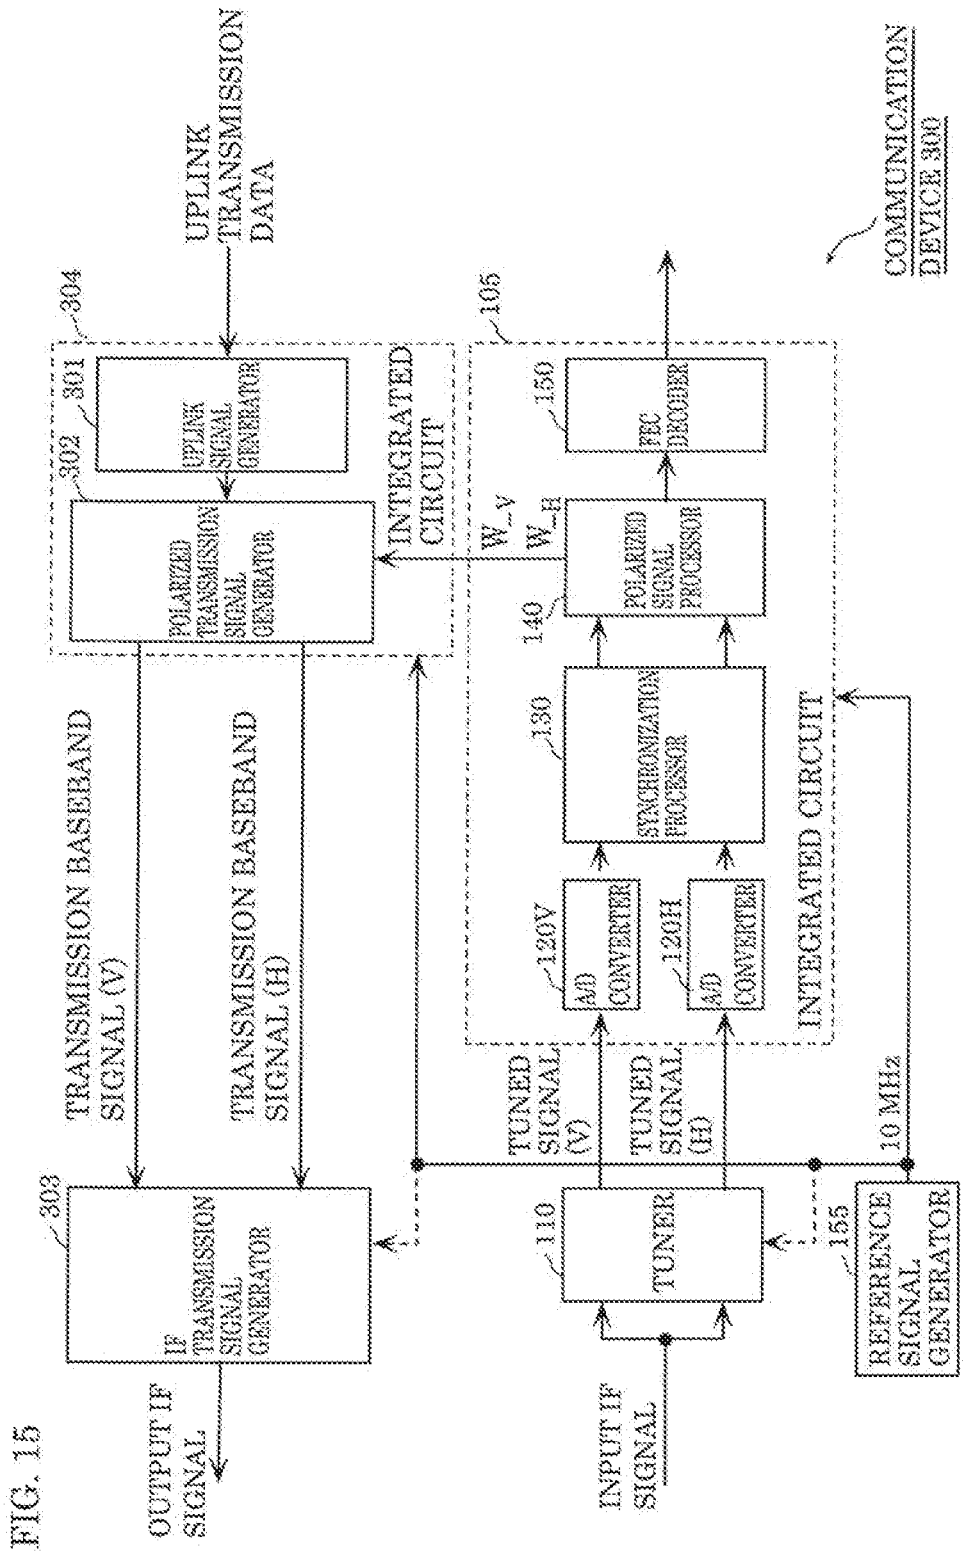 FIG. 15
OUTPUT IF
SIGNAL
303
IF
TRANSMISSION
SIGNAL
GENERATOR
TRANSMISSION BASEBAND
SIGNAL (V)
TRANSMISSION BASEBAND
SIGNAL (H)
302
POLARIZED
TRANSMISSION
SIGNAL
GENERATOR
301
UPLINK
SIGNAL
GENERATOR
304
INTEGRATED
CIRCUIT
UPLINK
TRANSMISSION
DATA
INPUT IF
SIGNAL
110
TUNER
TUNED
SIGNAL
(V)
TUNED
SIGNAL
(H)
120V
A/D
CONVERTER
120H
A/D
CONVERTER
130
SYNCHRONIZATION
PROCESSOR
140
POLARIZED
SIGNAL
PROCESSOR
W_V
W_H
150
FEC
DECODER
105
INTEGRATED CIRCUIT
155
REFERENCE
SIGNAL
GENERATOR
10 MHz
COMMUNICATION
DEVICE 300